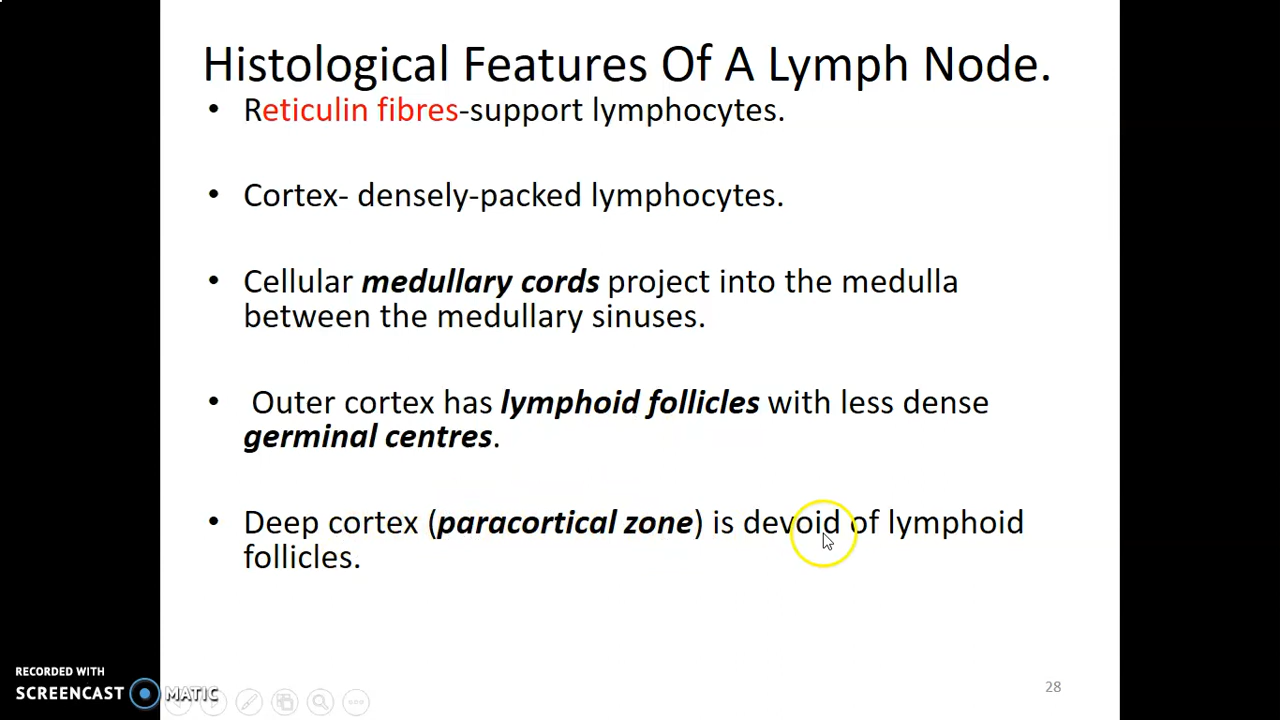 Histological Features Of A Lymph Node.
• Reticulin fibres-support lymphocytes.
• Cortex- densely-packed lymphocytes.
• Cellular medullary cords project into the medulla
between the medullary sinuses.
• Outer cortex has lymphoid follicles with less dense
germinal centres.
• Deep cortex (paracortical zone) is devoid of lymphoid
follicles.
28
RECORDED WITH
SCREENCAST MATIC